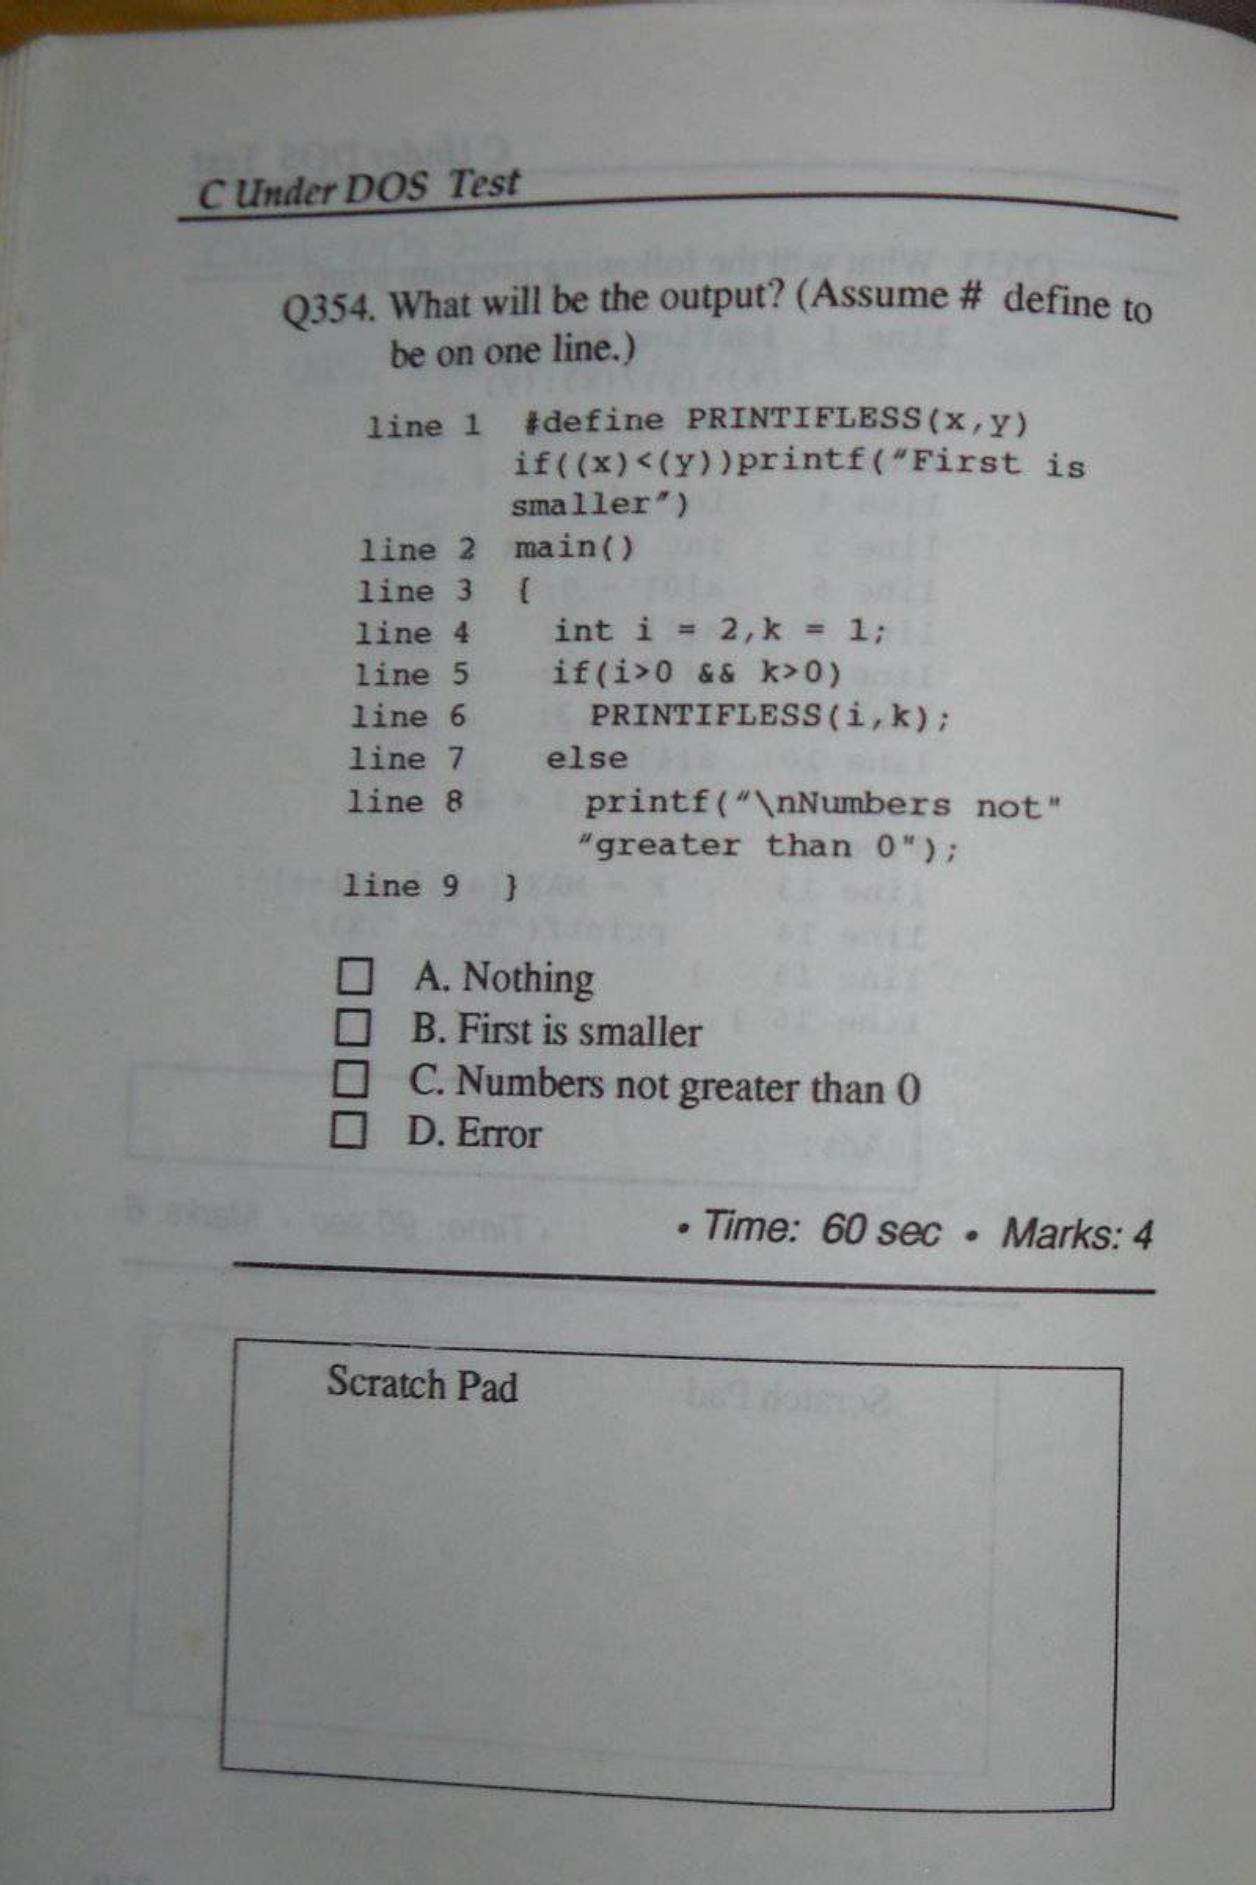 C Under DOS Test
Q354. What will be the output? (Assume # define to
be on one line.)
line 1 #define PRINTIFLESS(x,y)
if((x)<(y))printf("First is
smaller")
line 2 main()
line 3 {
line 4 int i = 2,k = 1;
line 5 if(i>0 && k>0)
line 6 PRINTIFLESS(i,k);
line 7 else
line 8 printf("\nNumbers not"
"greater than 0");
line 9 }
A. Nothing
B. First is smaller
C. Numbers not greater than 0
D. Error
• Time: 60 sec • Marks: 4
Scratch Pad